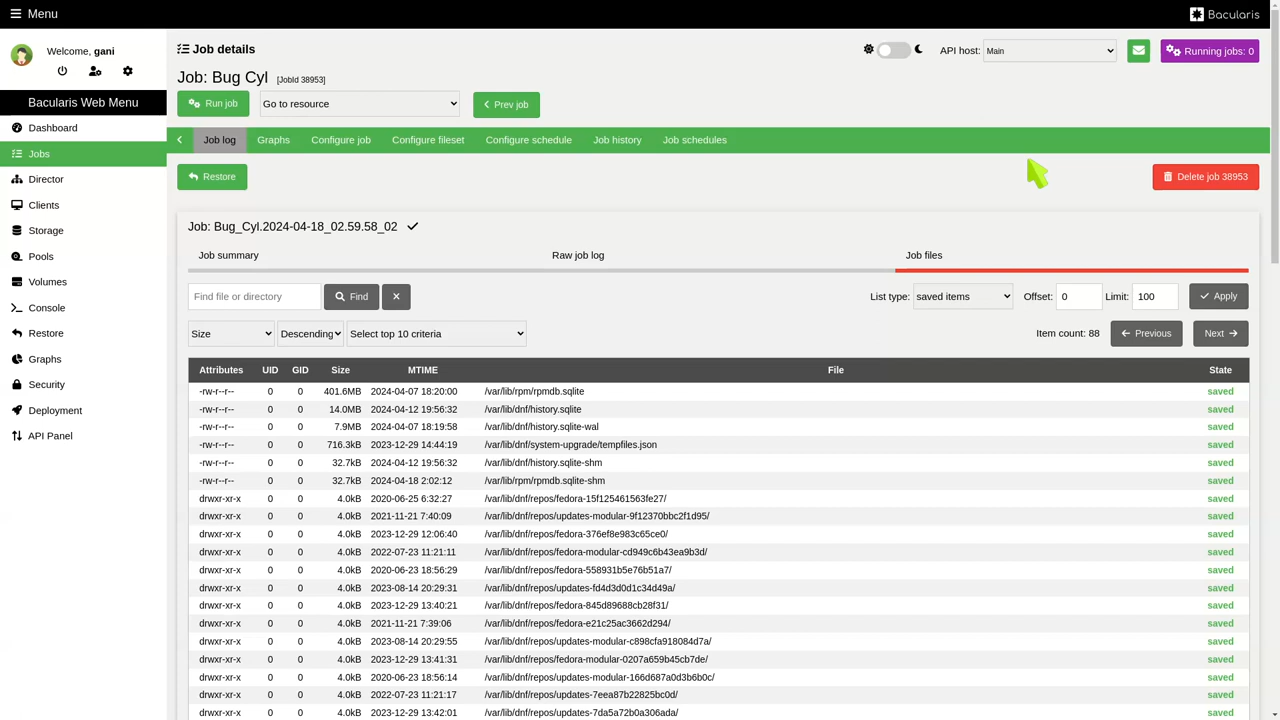 Menu
Bacularis
Welcome, gani
Bacularis Web Menu
Dashboard
Jobs
Director
Clients
Storage
Pools
Volumes
Console
Restore
Graphs
Security
Deployment
API Panel
Job details
API host: Main
Running jobs: 0
Job: Bug Cyl [JobId 38953]
Run job Go to resource Prev job
Job log Graphs Configure job Configure fileset Configure schedule Job history Job schedules
Restore Delete job 38953
Job: Bug_Cyl.2024-04-18_02.59.58_02
Job summary Raw job log Job files
Find file or directory Find List type: saved items Offset: 0 Limit: 100 Apply
Size Descending Select top 10 criteria Item count: 88 Previous Next
Attributes UID GID Size MTIME File State
-rw-r--r-- 0 0 401.6MB 2024-04-07 18:20:00 /var/lib/rpm/rpmdb.sqlite saved
-rw-r--r-- 0 0 14.0MB 2024-04-12 19:56:32 /var/lib/dnf/history.sqlite saved
-rw-r--r-- 0 0 7.9MB 2024-04-07 18:19:58 /var/lib/dnf/history.sqlite-wal saved
-rw-r--r-- 0 0 716.3kB 2023-12-29 14:44:19 /var/lib/dnf/system-upgrade/tempfiles.json saved
-rw-r--r-- 0 0 32.7kB 2024-04-12 19:56:32 /var/lib/dnf/history.sqlite-shm saved
-rw-r--r-- 0 0 32.7kB 2024-04-18 2:02:12 /var/lib/rpm/rpmdb.sqlite-shm saved
drwxr-xr-x 0 0 4.0kB 2020-06-25 6:32:27 /var/lib/dnf/repos/fedora-15f125461563fe27/ saved
drwxr-xr-x 0 0 4.0kB 2021-11-21 7:40:09 /var/lib/dnf/repos/updates-modular-9f12370bbc2f1d95/ saved
drwxr-xr-x 0 0 4.0kB 2023-12-29 12:06:40 /var/lib/dnf/repos/fedora-376ef8e983c65ce0/ saved
drwxr-xr-x 0 0 4.0kB 2022-07-23 11:21:11 /var/lib/dnf/repos/fedora-modular-cd949c6b43ea9b3d/ saved
drwxr-xr-x 0 0 4.0kB 2020-06-23 18:56:29 /var/lib/dnf/repos/fedora-558931b5e76b51a7/ saved
drwxr-xr-x 0 0 4.0kB 2023-08-14 20:29:31 /var/lib/dnf/repos/updates-fd4d3d0d1c34d49a/ saved
drwxr-xr-x 0 0 4.0kB 2023-12-29 13:40:21 /var/lib/dnf/repos/fedora-845d89688cb28f31/ saved
drwxr-xr-x 0 0 4.0kB 2021-11-21 7:39:06 /var/lib/dnf/repos/fedora-e21c25ac3662d294/ saved
drwxr-xr-x 0 0 4.0kB 2023-08-14 20:29:55 /var/lib/dnf/repos/updates-modular-c898cfa918084d7a/ saved
drwxr-xr-x 0 0 4.0kB 2023-12-29 13:41:31 /var/lib/dnf/repos/fedora-modular-0207a659b45cb7de/ saved
drwxr-xr-x 0 0 4.0kB 2020-06-23 18:56:14 /var/lib/dnf/repos/updates-modular-166d687a0d3b6b0c/ saved
drwxr-xr-x 0 0 4.0kB 2022-07-23 11:21:17 /var/lib/dnf/repos/updates-7eea87b22825bc0d/ saved
drwxr-xr-x 0 0 4.0kB 2023-12-29 13:42:01 /var/lib/dnf/repos/updates-7da5a72b0a306ada/ saved